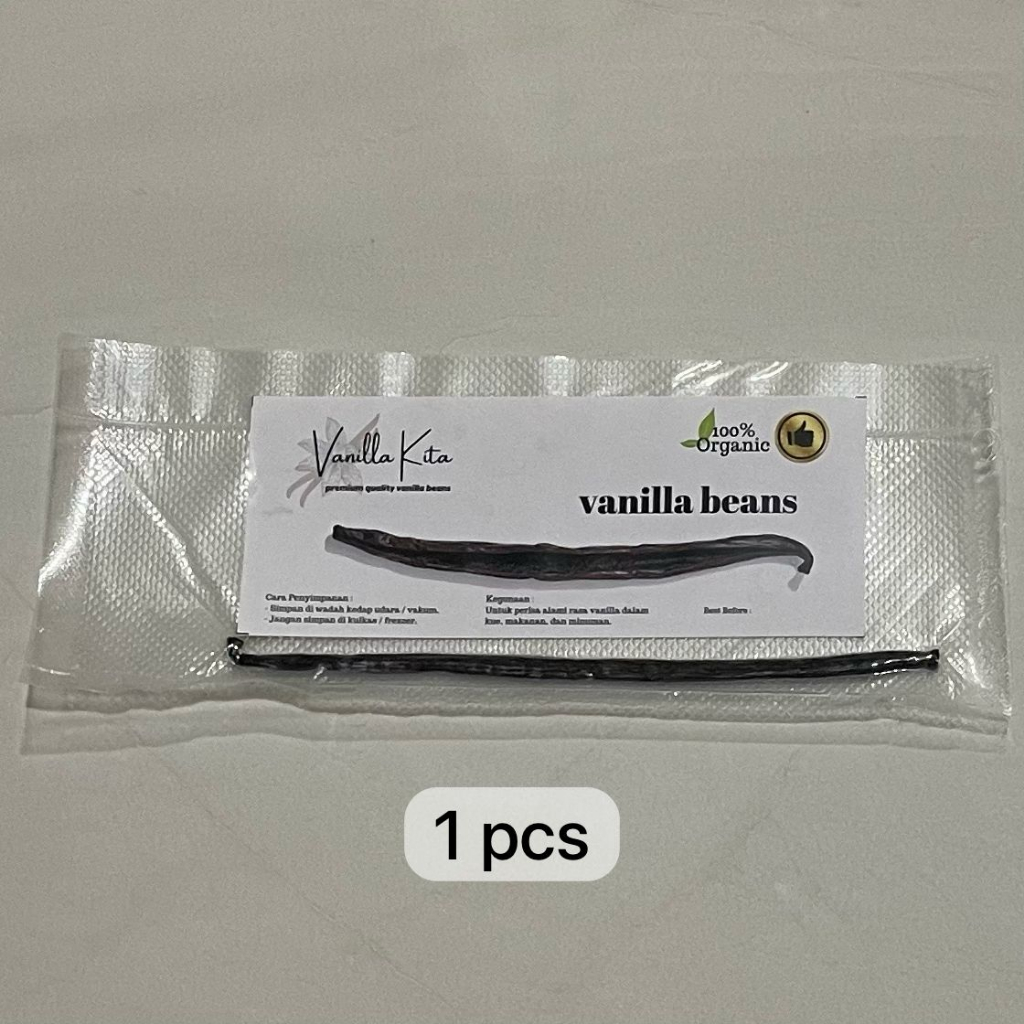 Vanilla Kita
premium quality vanilla beans
100%
Organic
vanilla beans
Cara Penyimpanan :
- Simpan di wadah kedap udara / vakum.
- Jangan simpan di kulkas / freezer.
Kegunaan :
Untuk perisa alami rasa vanilla dalam
kue, makanan, dan minuman.
Best Before :
1 pcs